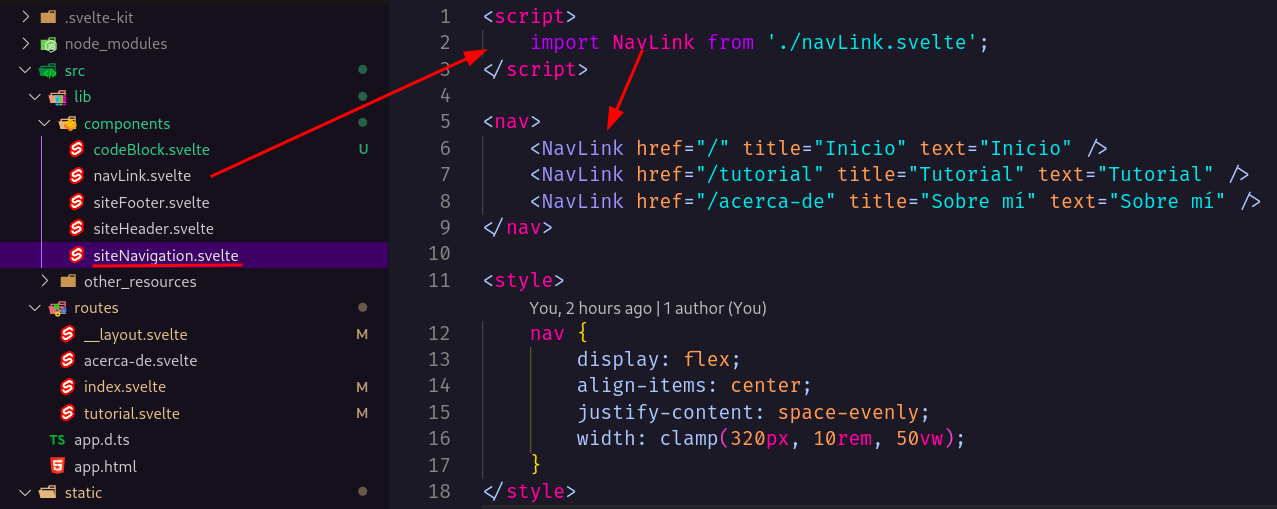 .svelte-kit
node_modules
src
lib
components
codeBlock.svelte U
navLink.svelte
siteFooter.svelte
siteHeader.svelte
siteNavigation.svelte
other_resources
routes
__layout.svelte M
acerca-de.svelte
index.svelte M
tutorial.svelte M
TS app.d.ts
app.html
static
1 <script>
2 import NavLink from './navLink.svelte';
3 </script>
4
5 <nav>
6 <NavLink href="/" title="Inicio" text="Inicio" />
7 <NavLink href="/tutorial" title="Tutorial" text="Tutorial" />
8 <NavLink href="/acerca-de" title="Sobre mí" text="Sobre mí" />
9 </nav>
10
11 <style>
You, 2 hours ago | 1 author (You)
12 nav {
13 display: flex;
14 align-items: center;
15 justify-content: space-evenly;
16 width: clamp(320px, 10rem, 50vw);
17 }
18 </style>